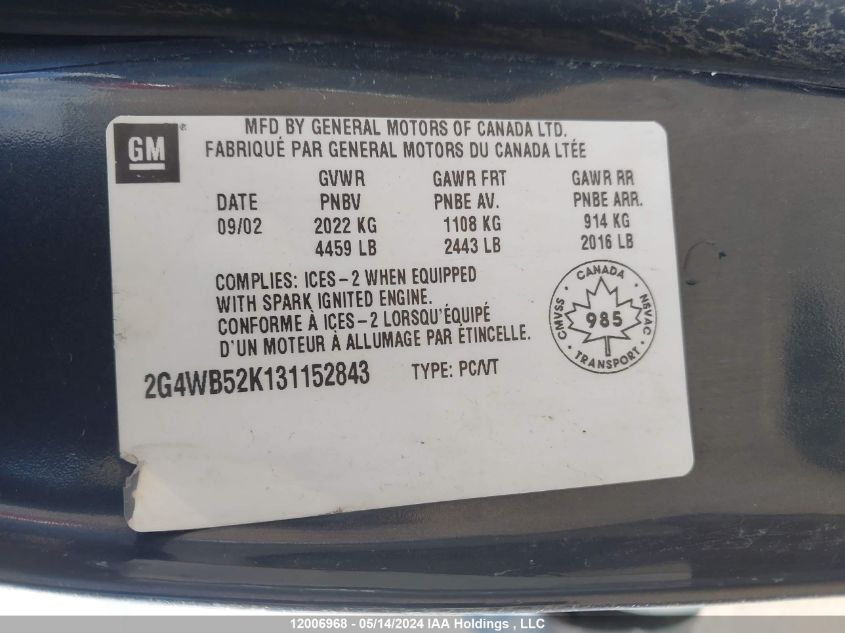 GM
MFD BY GENERAL MOTORS OF CANADA LTD.
FABRIQUÉ PAR GENERAL MOTORS DU CANADA LTÉE
GVWR GAWR FRT GAWR RR
DATE PNBV PNBE AV. PNBE ARR.
09/02 2022 KG 1108 KG 914 KG
4459 LB 2443 LB 2016 LB
COMPLIES: ICES-2 WHEN EQUIPPED
WITH SPARK IGNITED ENGINE.
CONFORME À ICES-2 LORSQU'ÉQUIPÉ
D'UN MOTEUR À ALLUMAGE PAR ÉTINCELLE.
CANADA
CMVSS 985 NSVAC
TRANSPORT
2G4WB52K131152843 TYPE: PC/VT
12006968 - 05/14/2024 IAA Holdings , LLC